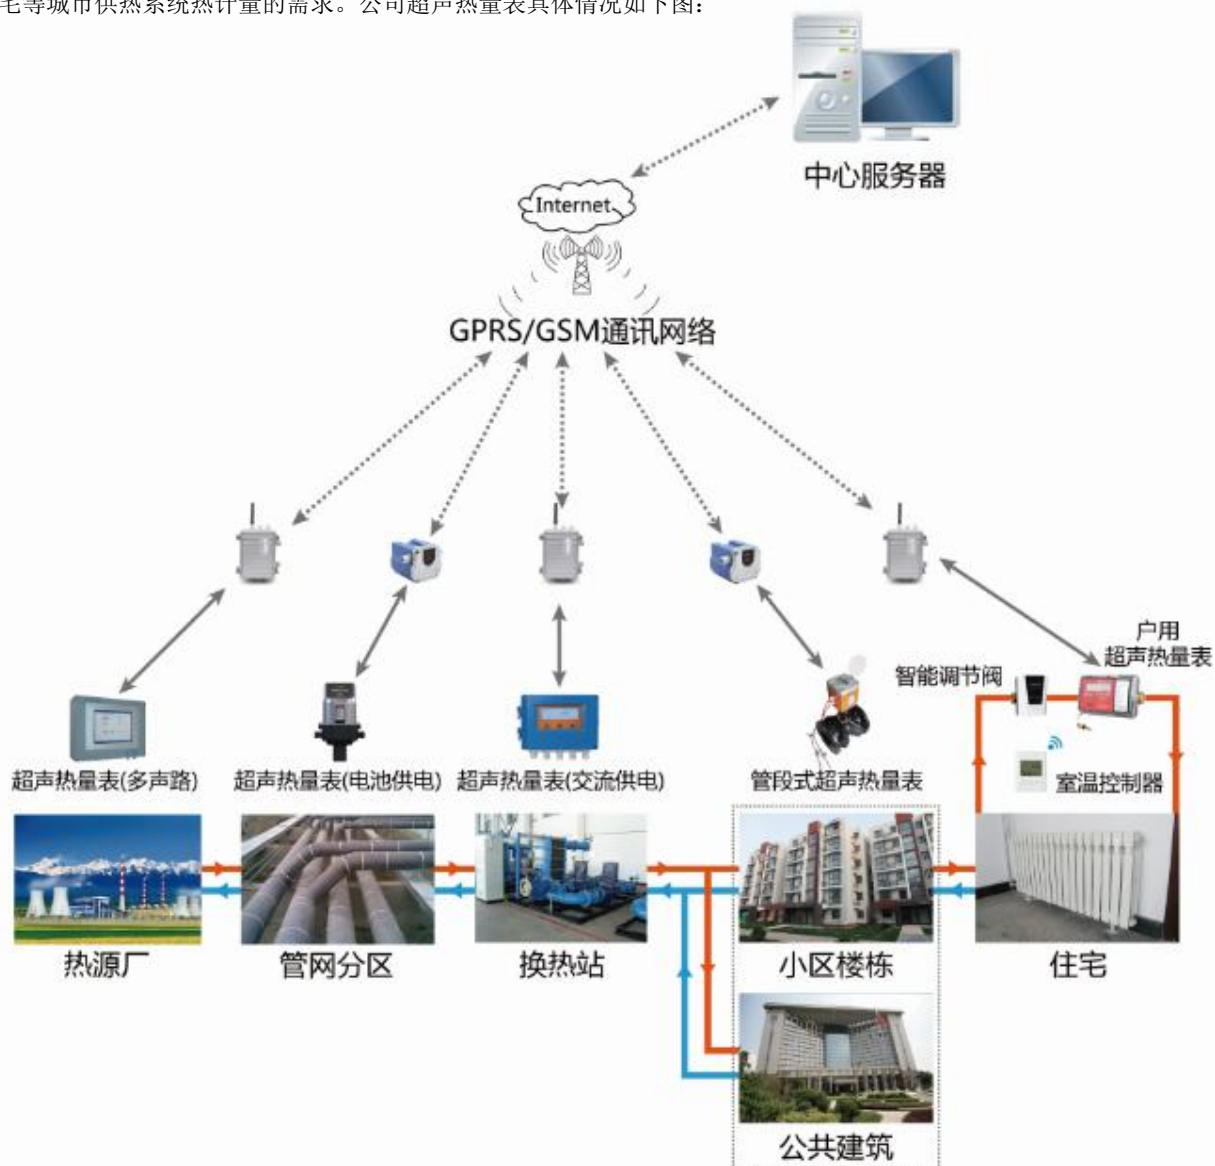 宅等城市供热系统热计量的需求。公司超声热量表具体情况如下图：
中心服务器
Internet
GPRS/GSM通讯网络
户用
超声热量表
智能调节阀
室温控制器
超声热量表(多声路)
超声热量表(电池供电)
超声热量表(交流供电)
管段式超声热量表
热源厂
管网分区
换热站
小区楼栋
住宅
公共建筑